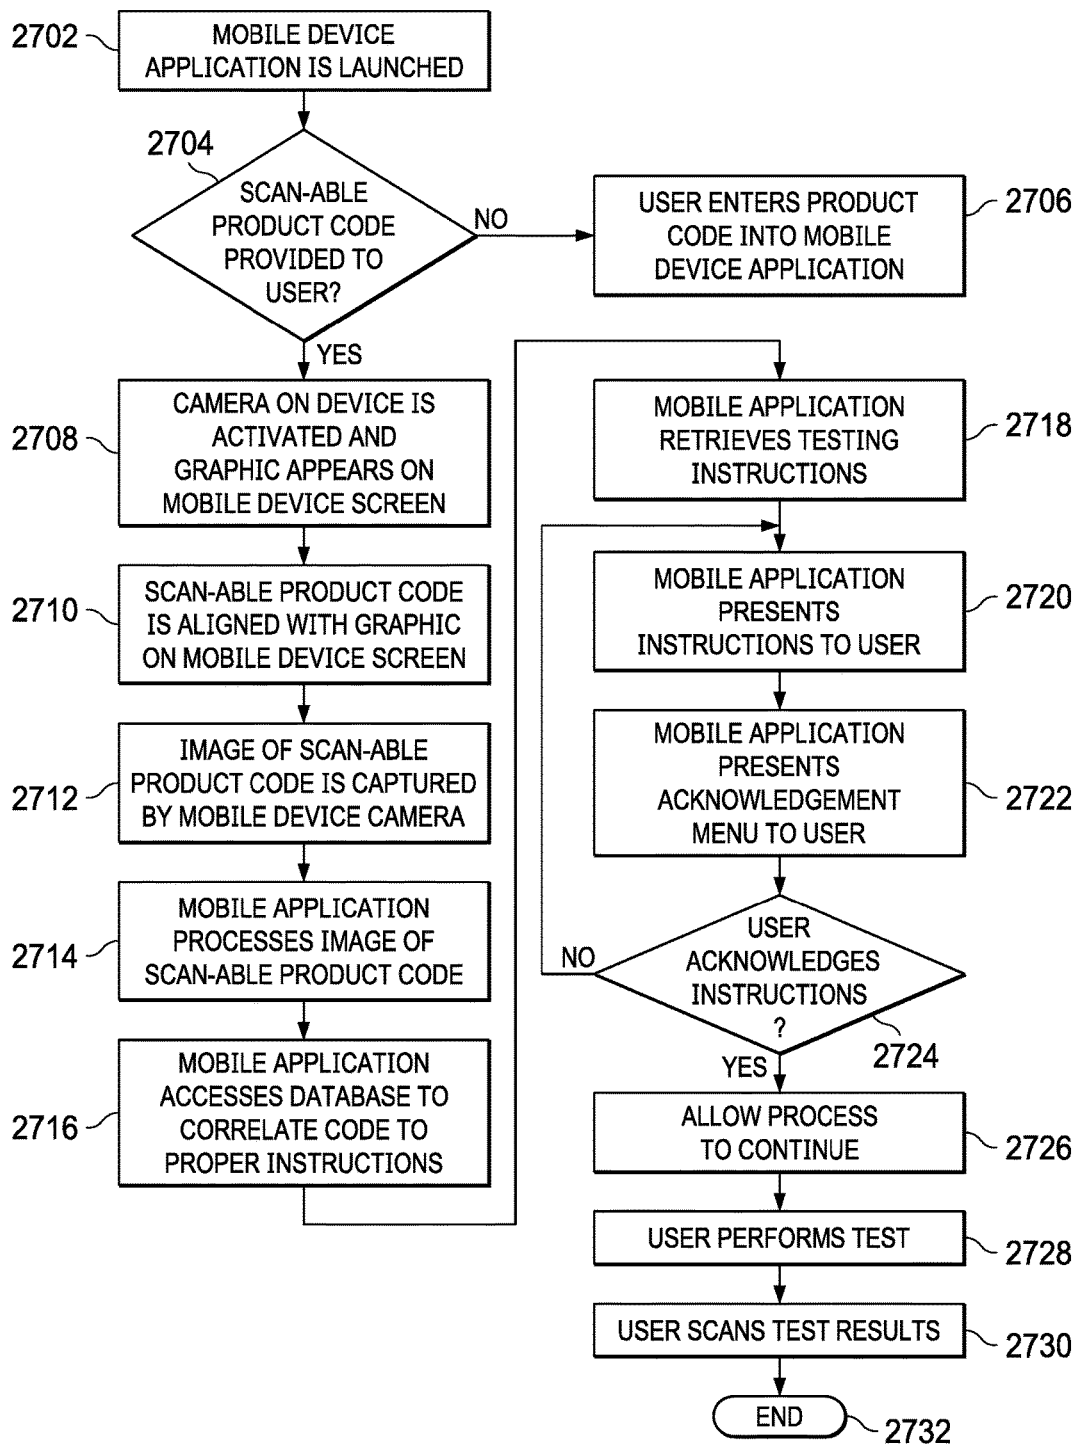 2702
MOBILE DEVICE
APPLICATION IS LAUNCHED
2704
SCAN-ABLE
PRODUCT CODE
PROVIDED TO
USER?
NO
2706
USER ENTERS PRODUCT
CODE INTO MOBILE
DEVICE APPLICATION
YES
2708
CAMERA ON DEVICE IS
ACTIVATED AND
GRAPHIC APPEARS ON
MOBILE DEVICE SCREEN
2710
SCAN-ABLE PRODUCT CODE
IS ALIGNED WITH GRAPHIC
ON MOBILE DEVICE SCREEN
2712
IMAGE OF SCAN-ABLE
PRODUCT CODE IS CAPTURED
BY MOBILE DEVICE CAMERA
2714
MOBILE APPLICATION
PROCESSES IMAGE OF
SCAN-ABLE PRODUCT CODE
2716
MOBILE APPLICATION
ACCESSES DATABASE TO
CORRELATE CODE TO
PROPER INSTRUCTIONS
MOBILE APPLICATION
RETRIEVES TESTING
INSTRUCTIONS
2718
MOBILE APPLICATION
PRESENTS
INSTRUCTIONS TO USER
2720
MOBILE APPLICATION
PRESENTS
ACKNOWLEDGEMENT
MENU TO USER
2722
USER
ACKNOWLEDGES
INSTRUCTIONS
?
NO
2724
YES
ALLOW PROCESS
TO CONTINUE
2726
USER PERFORMS TEST
2728
USER SCANS TEST RESULTS
2730
END
2732